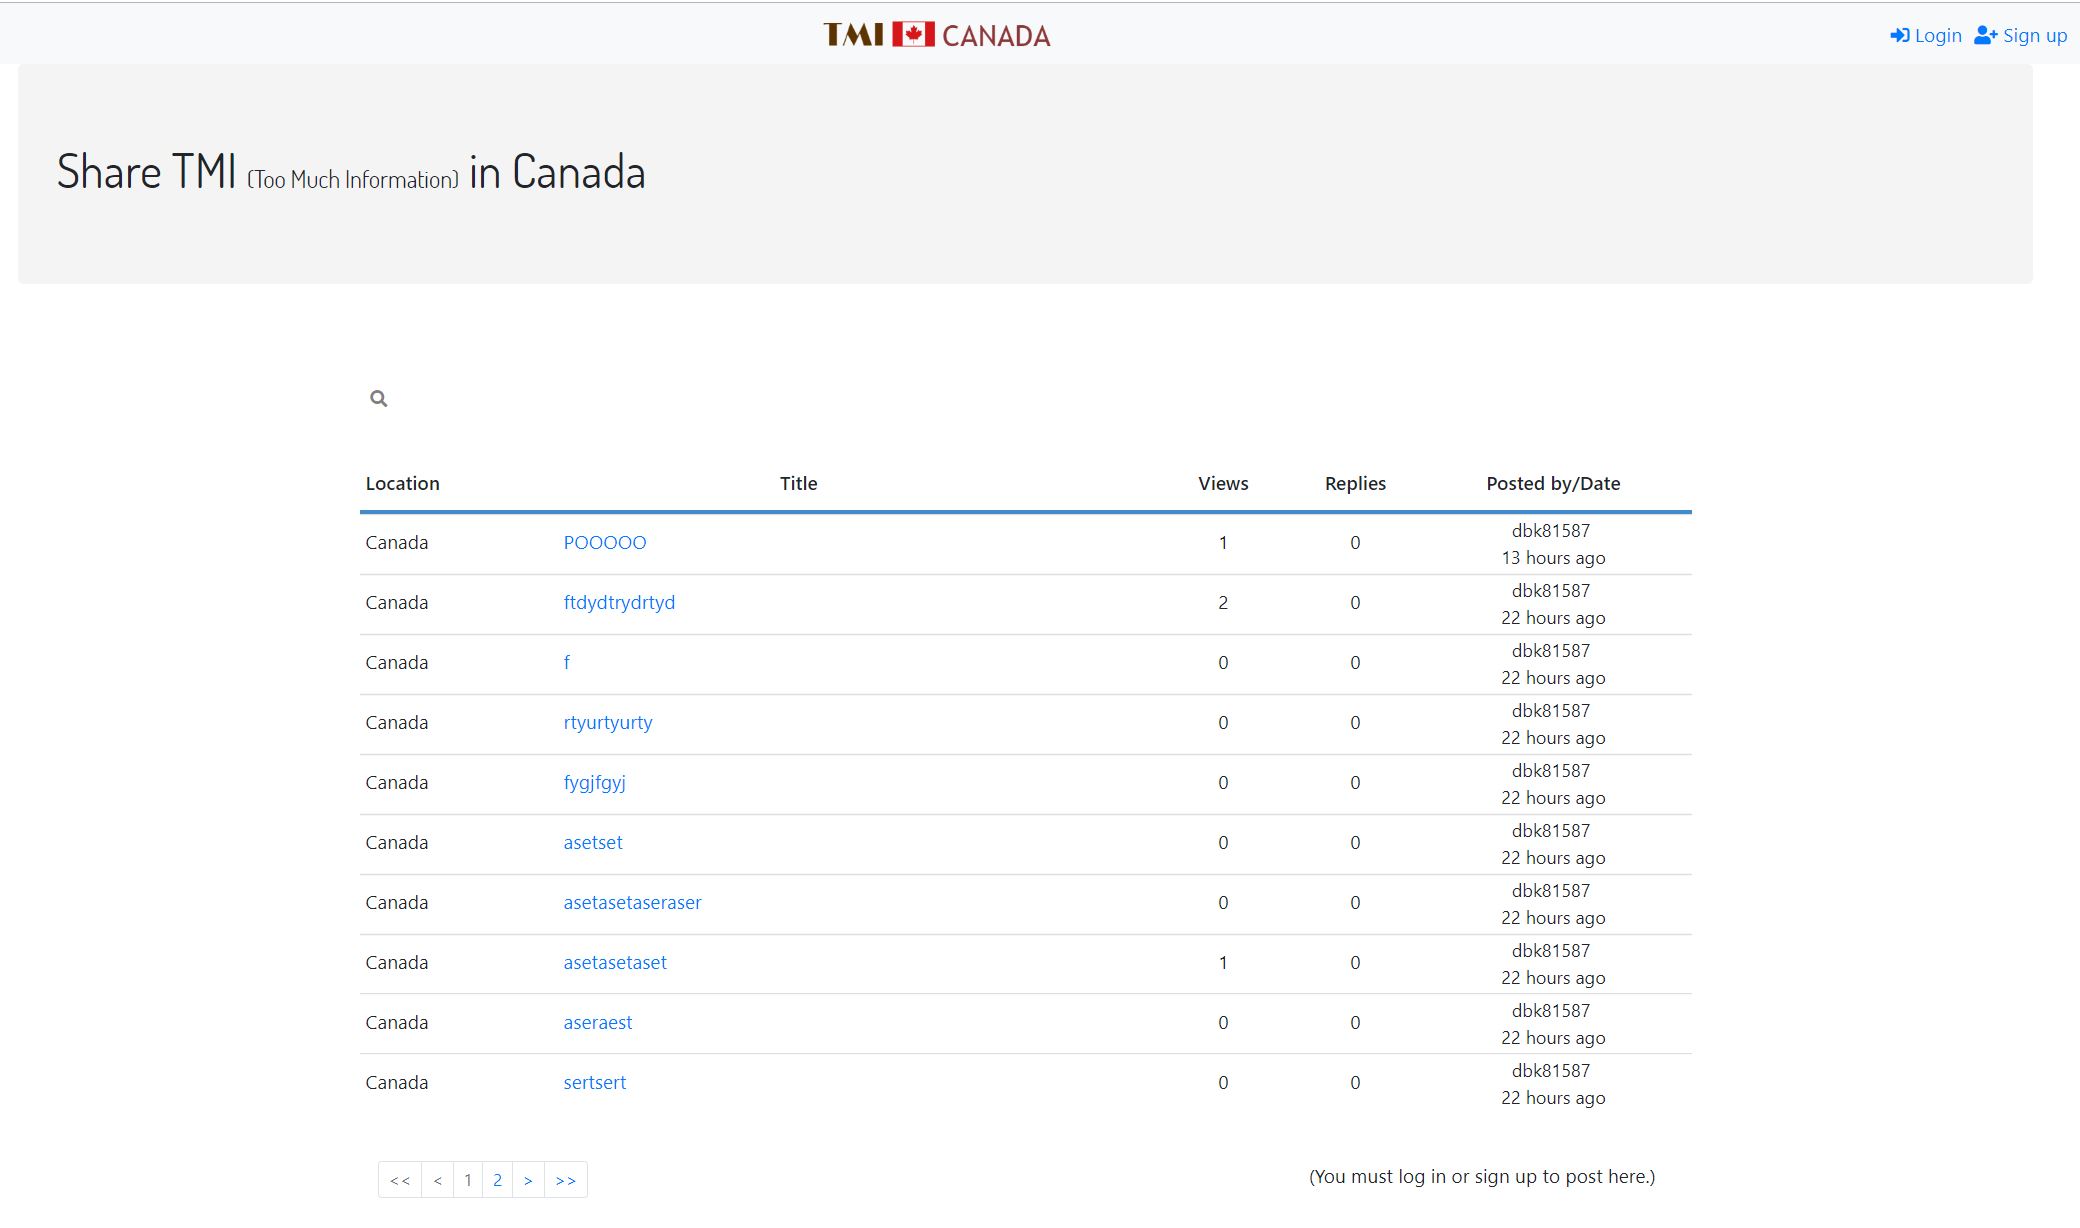 TMI CANADA
Login Sign up
Share TMI (Too Much Information) in Canada
Location Title Views Replies Posted by/Date
Canada POOOOO 1 0 dbk81587
13 hours ago
Canada ftdydtrydrtyd 2 0 dbk81587
22 hours ago
Canada f 0 0 dbk81587
22 hours ago
Canada rtyurtyurty 0 0 dbk81587
22 hours ago
Canada fygjfgyj 0 0 dbk81587
22 hours ago
Canada asetset 0 0 dbk81587
22 hours ago
Canada asetasetaseraser 0 0 dbk81587
22 hours ago
Canada asetasetaset 1 0 dbk81587
22 hours ago
Canada aseraest 0 0 dbk81587
22 hours ago
Canada sertsert 0 0 dbk81587
22 hours ago
<< < 1 2 > >> (You must log in or sign up to post here.)